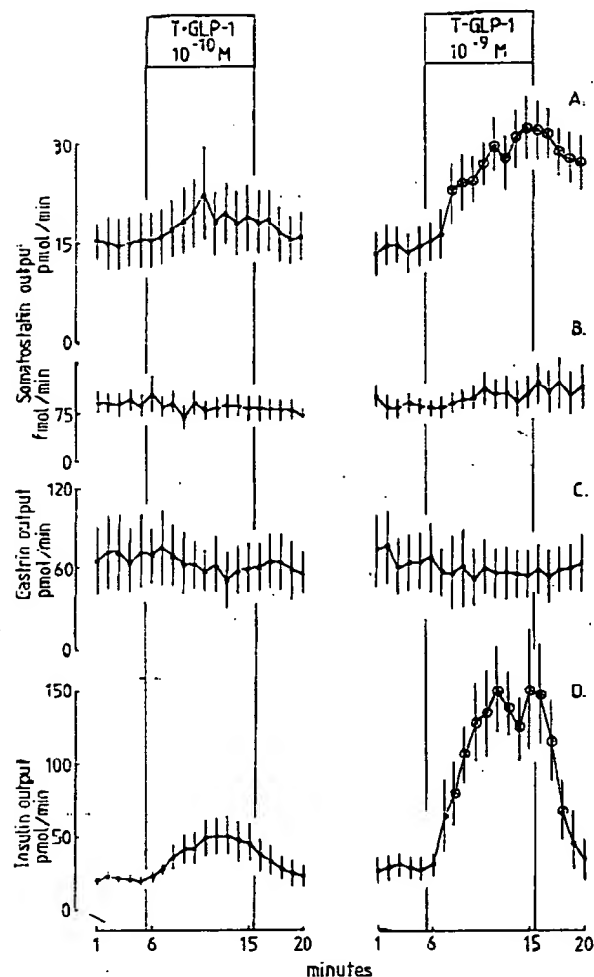 T-GLP-1
10⁻¹⁰ M
T-GLP-1
10⁻⁹ M
A.
30
15
0
Somatostatin output
pmol/min
B.
75
0
fmol/min
C.
120
60
0
Gastrin output
pmol/min
D.
150
100
50
0
Insulin output
pmol/min
1
6
15
20
1
6
15
20
minutes